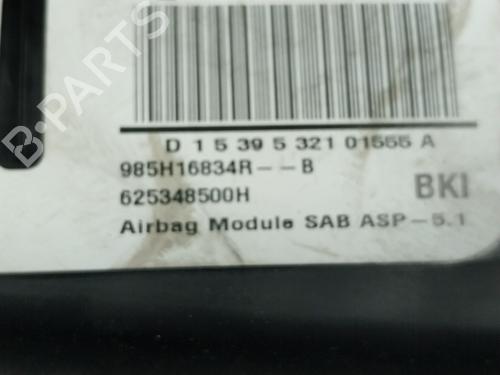 D 1 5 39 5 321 01555 A
985H16834R--B
625348500H
BKI
Airbag Module SAB ASP-5.1
B-PARTS